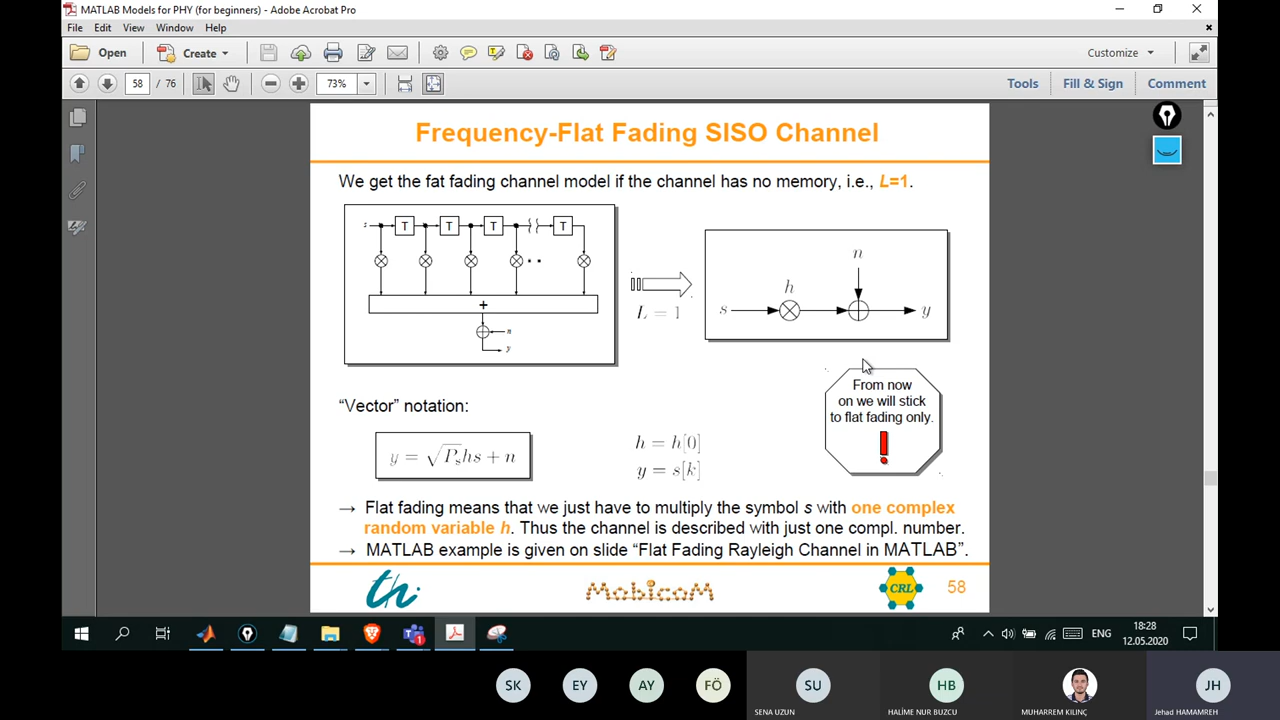 MATLAB Models for PHY (for beginners) - Adobe Acrobat Pro
File Edit View Window Help
Open Create Customize
58 / 76 73% Tools Fill & Sign Comment
Frequency-Flat Fading SISO Channel
We get the fat fading channel model if the channel has no memory, i.e., L=1.
s T T T T
+
n
y
L = 1
n
h
s y
From now
on we will stick
to flat fading only.
!
“Vector” notation:
y = √P_s hs + n
h = h[0]
y = s[k]
→ Flat fading means that we just have to multiply the symbol s with one complex
random variable h. Thus the channel is described with just one compl. number.
→ MATLAB example is given on slide “Flat Fading Rayleigh Channel in MATLAB”.
th MobicoM CRL 58
1 ENG 18:28
12.05.2020
SK EY AY FÖ SU HB JH
SENA UZUN HALİME NUR BUZCU MUHARREM KILINÇ Jehad HAMAMREH